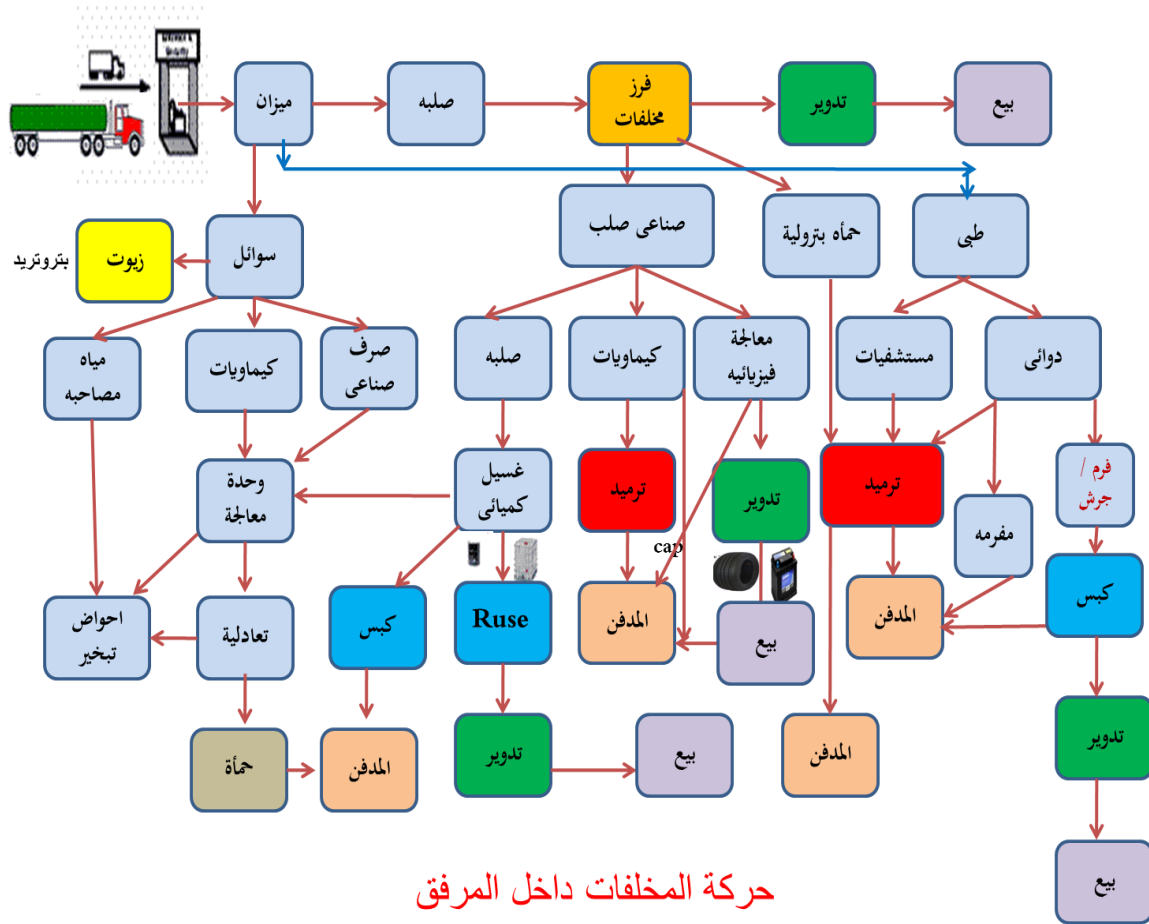 ميزان
صلبه
فرز
مخلفات
تدوير
بيع
صناعى صلب
حمأه بترولية
طبى
سوائل
زيوت
بتروتريد
مياه
مصاحبه
كيماويات
صرف
صناعى
صلبه
كيماويات
معالجة
فيزيائيه
مستشفيات
دوائى
وحدة
معالجة
غسيل
كميائى
ترميد
تدوير
ترميد
فرم /
جرش
مفرمه
cap
احواض
تبخير
تعادلية
كبس
Ruse
المدفن
بيع
المدفن
كبس
حمأة
المدفن
تدوير
بيع
المدفن
تدوير
بيع
حركة المخلفات داخل المرفق